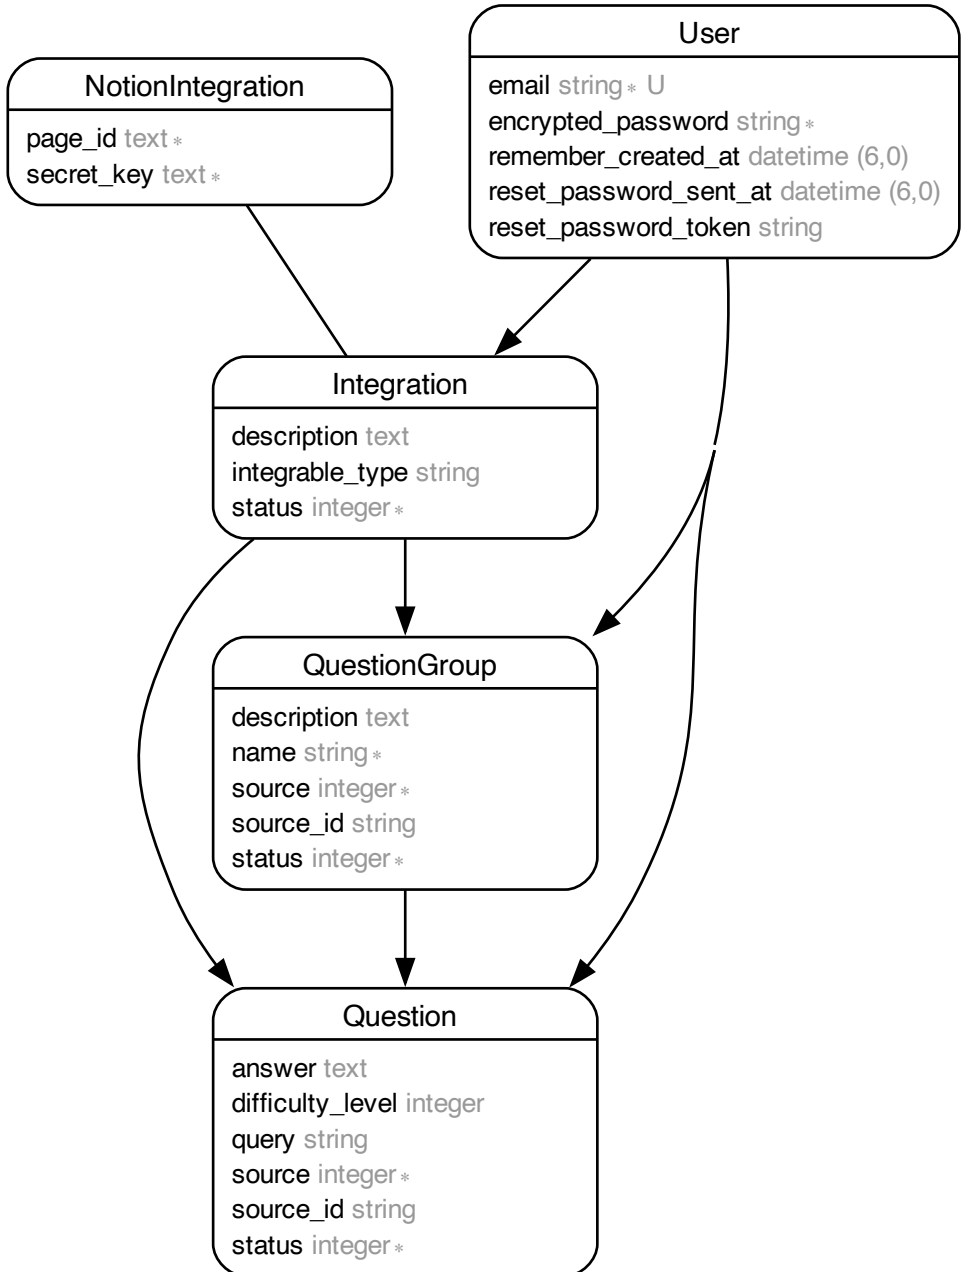 NotionIntegration
page_id text *
secret_key text *
User
email string * U
encrypted_password string *
remember_created_at datetime (6,0)
reset_password_sent_at datetime (6,0)
reset_password_token string
Integration
description text
integrable_type string
status integer *
QuestionGroup
description text
name string *
source integer *
source_id string
status integer *
Question
answer text
difficulty_level integer
query string
source integer *
source_id string
status integer *